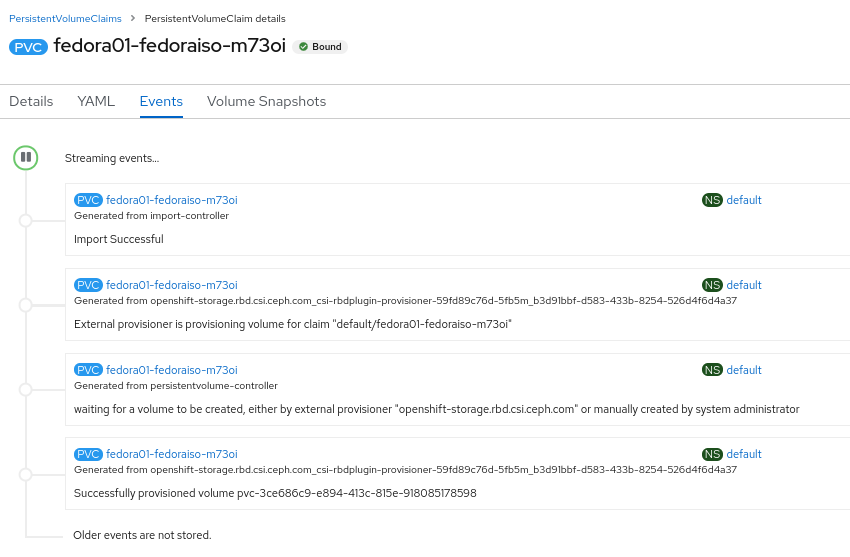 PersistentVolumeClaims > PersistentVolumeClaim details
PVC fedora01-fedoraiso-m73oi Bound
Details YAML Events Volume Snapshots
Streaming events...
PVC fedora01-fedoraiso-m73oi NS default
Generated from import-controller
Import Successful
PVC fedora01-fedoraiso-m73oi NS default
Generated from openshift-storage.rbd.csi.ceph.com_csi-rbdplugin-provisioner-59fd89c76d-5fb5m_b3d91bbf-d583-433b-8254-526d4f6d4a37
External provisioner is provisioning volume for claim "default/fedora01-fedoraiso-m73oi"
PVC fedora01-fedoraiso-m73oi NS default
Generated from persistentvolume-controller
waiting for a volume to be created, either by external provisioner "openshift-storage.rbd.csi.ceph.com" or manually created by system administrator
PVC fedora01-fedoraiso-m73oi NS default
Generated from openshift-storage.rbd.csi.ceph.com_csi-rbdplugin-provisioner-59fd89c76d-5fb5m_b3d91bbf-d583-433b-8254-526d4f6d4a37
Successfully provisioned volume pvc-3ce686c9-e894-413c-815e-918085178598
Older events are not stored.